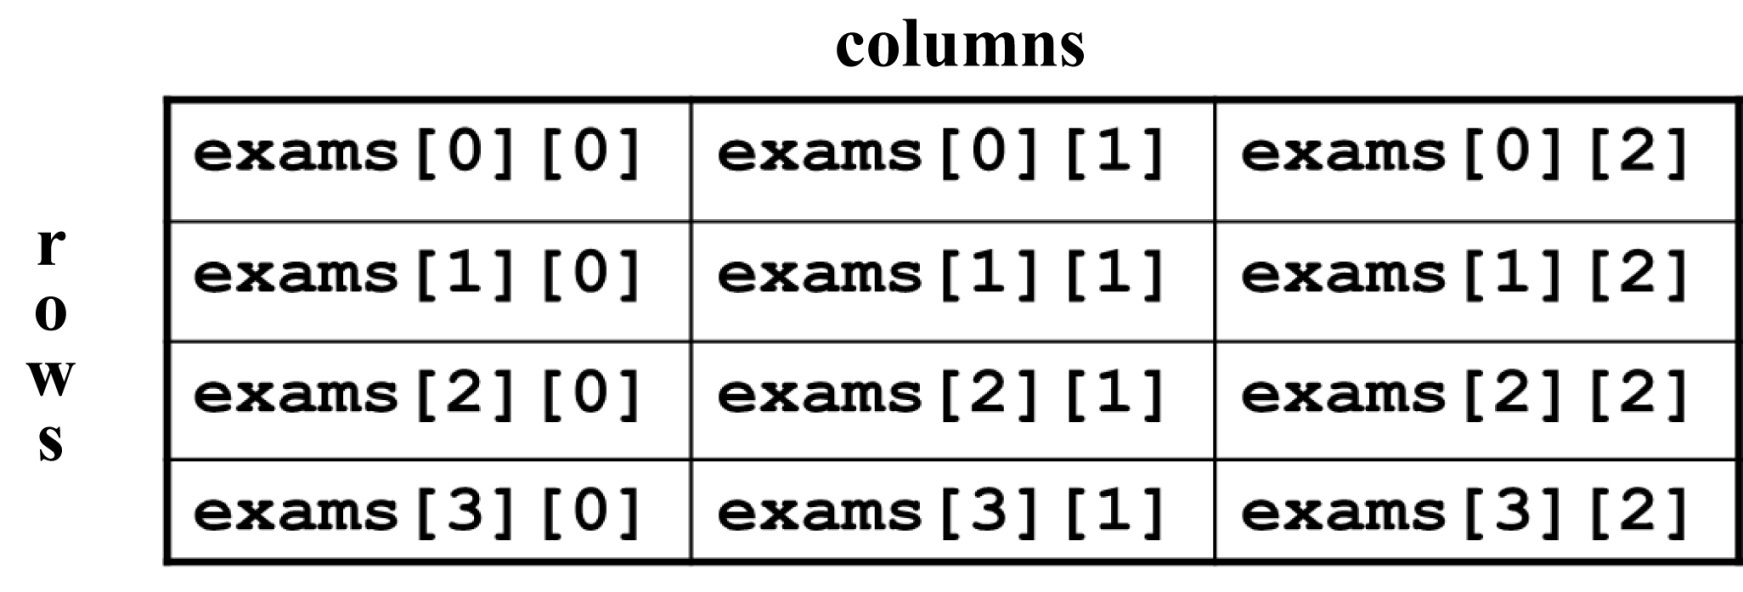 columns
rows
exams[0][0] exams[0][1] exams[0][2]
exams[1][0] exams[1][1] exams[1][2]
exams[2][0] exams[2][1] exams[2][2]
exams[3][0] exams[3][1] exams[3][2]